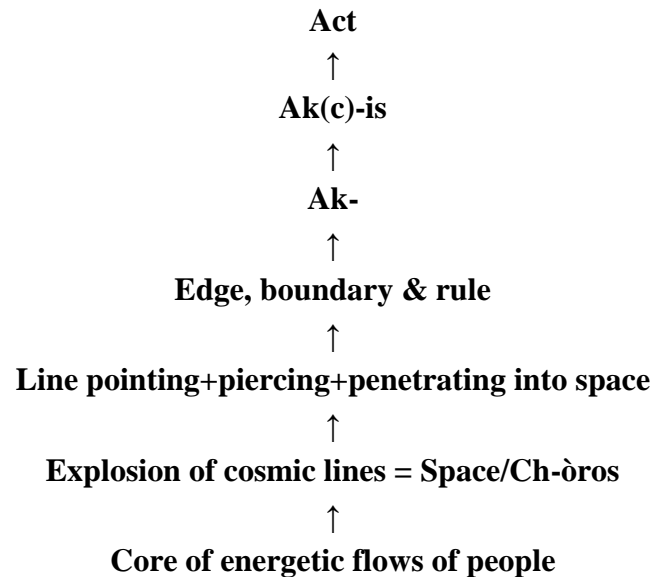 Act
↑
Ak(c)-is
↑
Ak-
↑
Edge, boundary & rule
↑
Line pointing+piercing+penetrating into space
↑
Explosion of cosmic lines = Space/Ch-òros
↑
Core of energetic flows of people